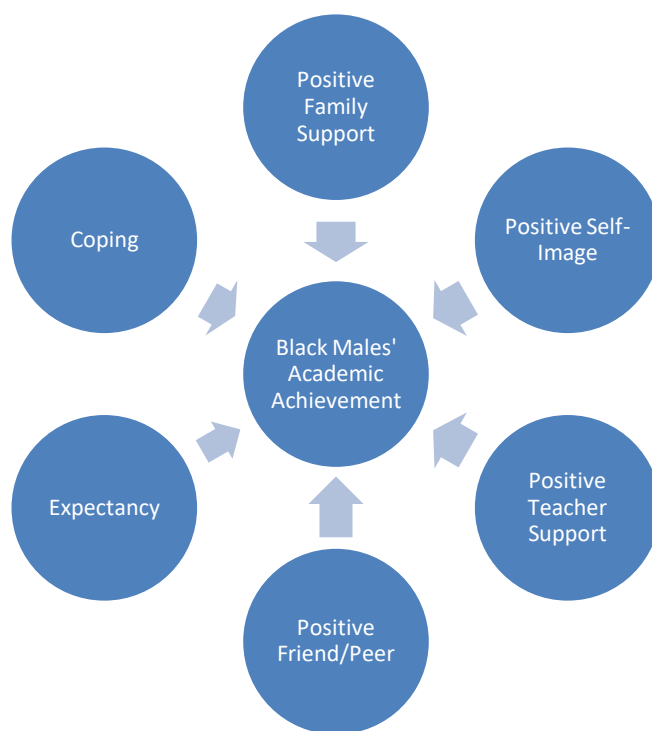 Positive
Family
Support
Coping
Positive Self-
Image
Black Males'
Academic
Achievement
Expectancy
Positive
Teacher
Support
Positive
Friend/Peer